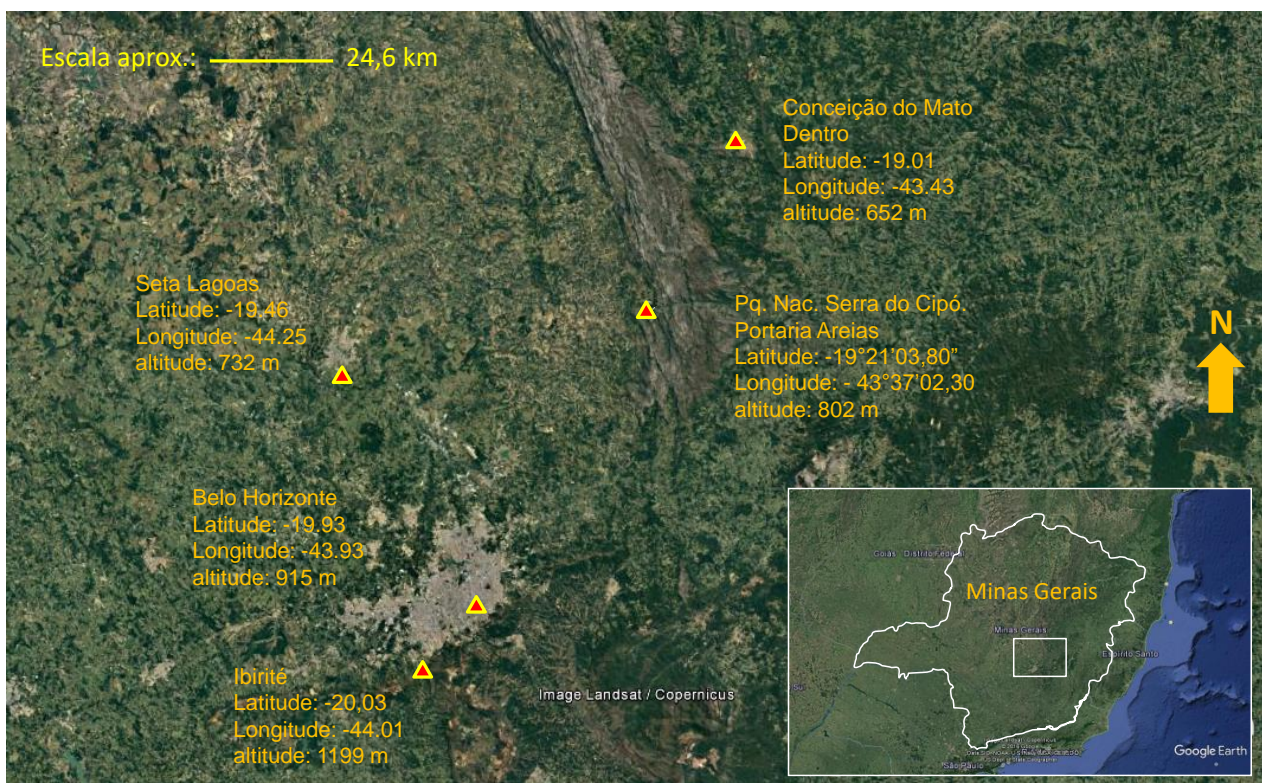 Escala aprox.: 24,6 km
Conceição do Mato
Dentro
Latitude: -19.01
Longitude: -43.43
altitude: 652 m
Seta Lagoas
Latitude: -19.46
Longitude: -44.25
altitude: 732 m
Pq. Nac. Serra do Cipó.
Portaria Areias
Latitude: -19°21'03,80”
Longitude: - 43°37'02,30
altitude: 802 m
N
Belo Horizonte
Latitude: -19.93
Longitude: -43.93
altitude: 915 m
Ibirité
Latitude: -20,03
Longitude: -44.01
altitude: 1199 m
Image Landsat / Copernicus
Goiás Distrito Federal
Minas Gerais
Minas Gerais
Espírito Santo
São Paulo
Google Earth